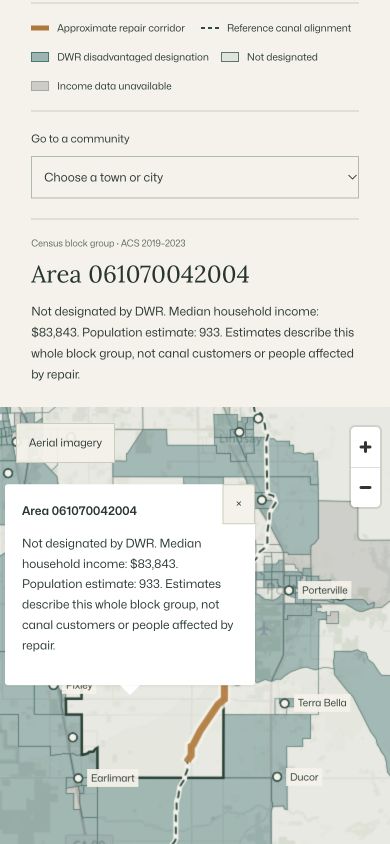 Approximate repair corridor
Reference canal alignment
DWR disadvantaged designation
Not designated
Income data unavailable
Go to a community
Choose a town or city
Census block group · ACS 2019–2023
Area 061070042004
Not designated by DWR. Median household income:
$83,843. Population estimate: 933. Estimates describe this
whole block group, not canal customers or people affected
by repair.
Lindsay
Aerial imagery
+
−
Area 061070042004
×
Not designated by DWR. Median
household income: $83,843.
Population estimate: 933. Estimates
describe this whole block group, not
canal customers or people affected by
repair.
Porterville
Pixley
Terra Bella
Earlimart
Ducor